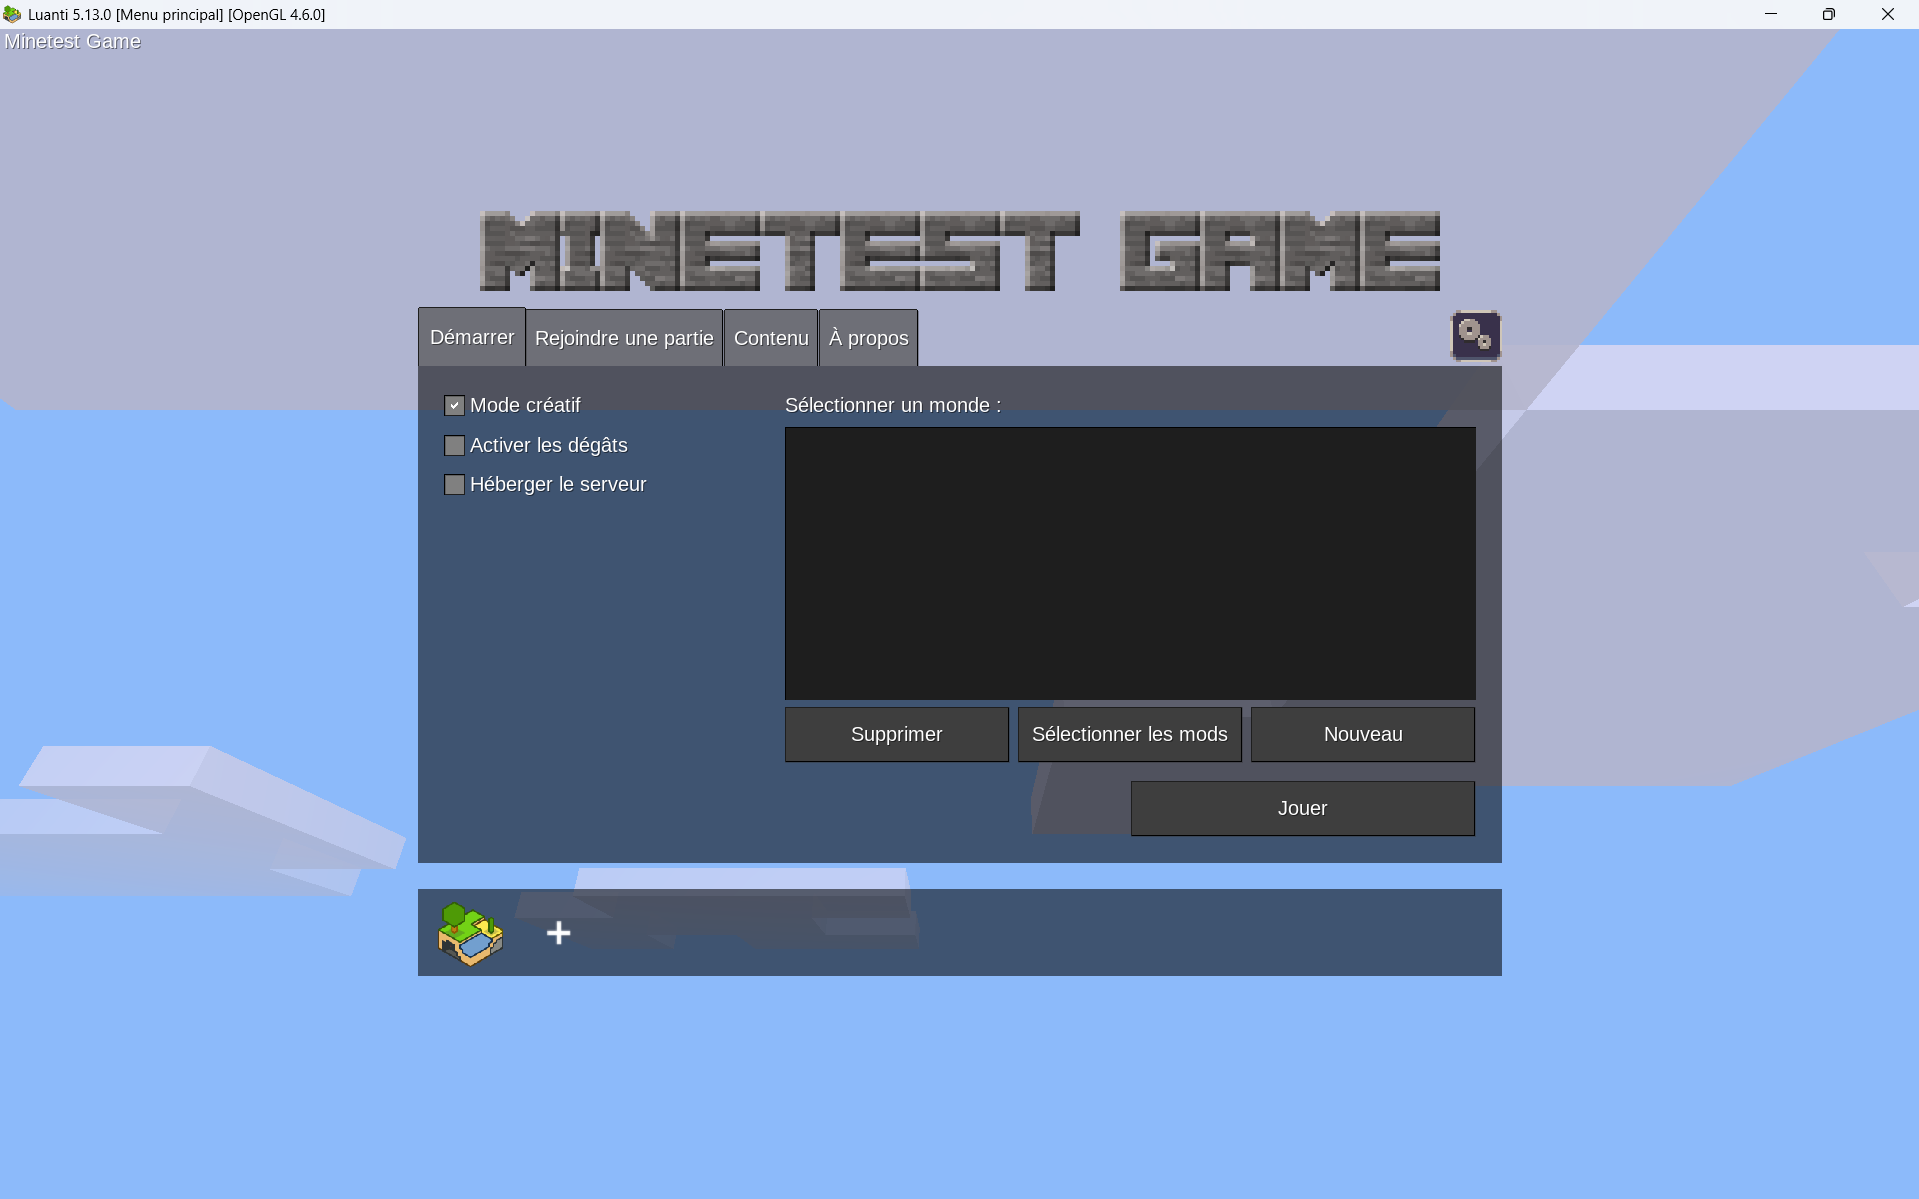 Luanti 5.13.0 [Menu principal] [OpenGL 4.6.0]
Minetest Game
MINETEST GAME
Démarrer
Rejoindre une partie
Contenu
À propos
Mode créatif
Activer les dégâts
Héberger le serveur
Sélectionner un monde :
Supprimer
Sélectionner les mods
Nouveau
Jouer